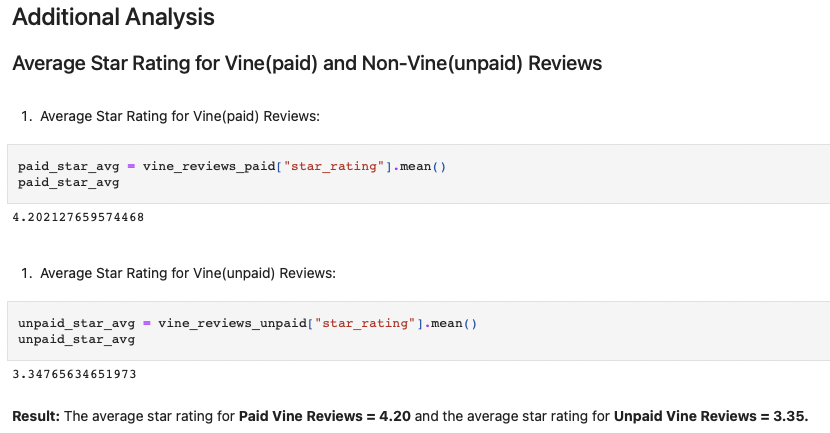 Additional Analysis
Average Star Rating for Vine(paid) and Non-Vine(unpaid) Reviews
1. Average Star Rating for Vine(paid) Reviews:
paid_star_avg = vine_reviews_paid["star_rating"].mean()
paid_star_avg
4.202127659574468
1. Average Star Rating for Vine(unpaid) Reviews:
unpaid_star_avg = vine_reviews_unpaid["star_rating"].mean()
unpaid_star_avg
3.34765634651973
Result: The average star rating for Paid Vine Reviews = 4.20 and the average star rating for Unpaid Vine Reviews = 3.35.